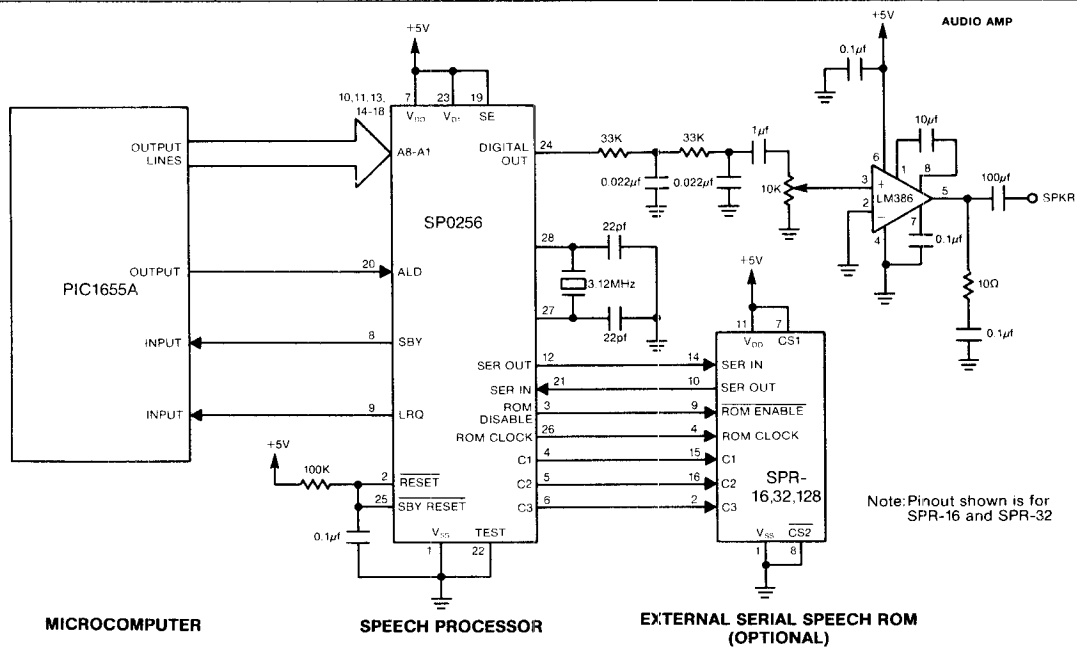 AUDIO AMP
+5V
+5V
0.1µf
10,11,13,
14-18
7
23
19
V_DD
V_D1
SE
OUTPUT
LINES
A8-A1
DIGITAL
OUT
24
33K
33K
1µf
10µf
0.022µf
0.022µf
10K
6
1
8
3
+
LM386
2
−
5
100µf
SPKR
7
4
0.1µf
SP0256
28
22pf
+5V
10Ω
OUTPUT
20
ALD
PIC1655A
3.12MHz
27
22pf
0.1µf
11
7
V_DD
CS1
INPUT
8
SBY
SER OUT
12
14
SER IN
SER IN
21
10
SER OUT
INPUT
9
LRQ
ROM
DISABLE
3
9
ROM ENABLE
ROM CLOCK
26
4
ROM CLOCK
+5V
100K
2
RESET
C1
4
15
C1
25
SBY RESET
C2
5
16
C2
SPR-
16,32,128
C3
6
2
C3
Note: Pinout shown is for
SPR-16 and SPR-32
0.1µf
V_SS
TEST
1
22
V_SS
CS2
1
8
MICROCOMPUTER
SPEECH PROCESSOR
EXTERNAL SERIAL SPEECH ROM
(OPTIONAL)